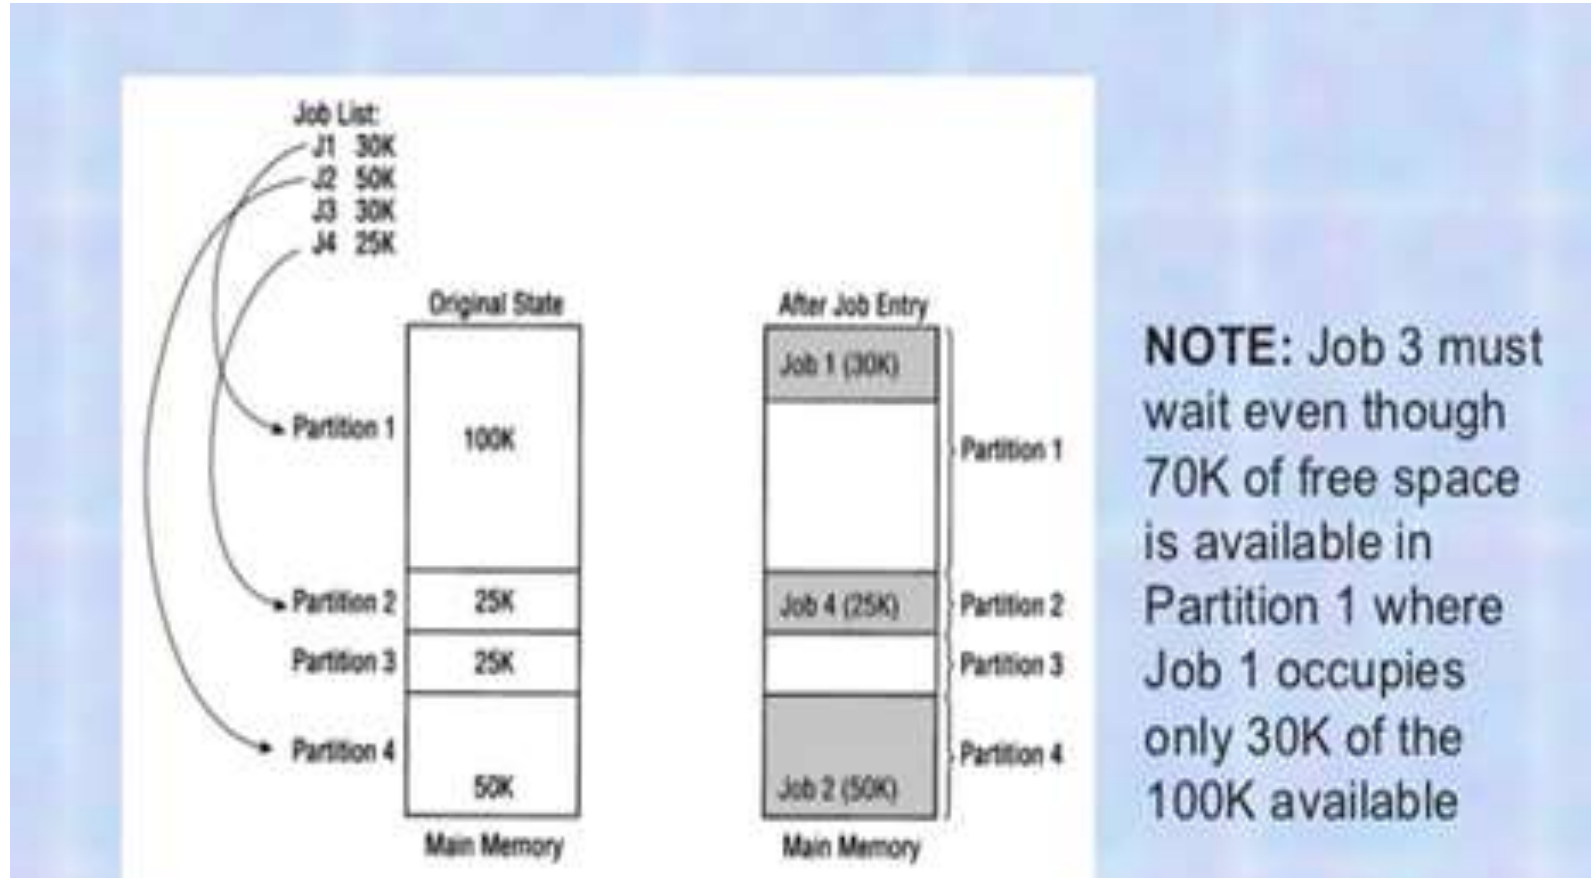 Job List:
J1 30K
J2 50K
J3 30K
J4 25K
Original State
Partition 1
100K
Partition 2
25K
Partition 3
25K
Partition 4
50K
Main Memory
After Job Entry
Job 1 (30K)
Partition 1
Job 4 (25K)
Partition 2
Partition 3
Partition 4
Job 2 (50K)
Main Memory
NOTE: Job 3 must
wait even though
70K of free space
is available in
Partition 1 where
Job 1 occupies
only 30K of the
100K available